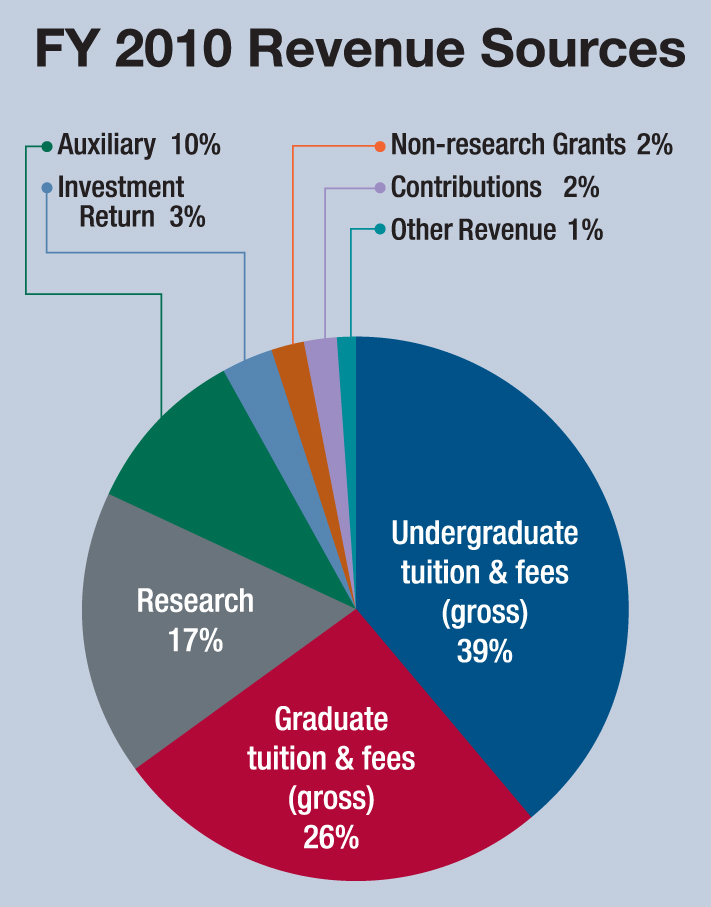 FY 2010 Revenue Sources
Auxiliary 10%
Investment
Return 3%
Non-research Grants 2%
Contributions 2%
Other Revenue 1%
Undergraduate
tuition & fees
(gross)
39%
Research
17%
Graduate
tuition & fees
(gross)
26%